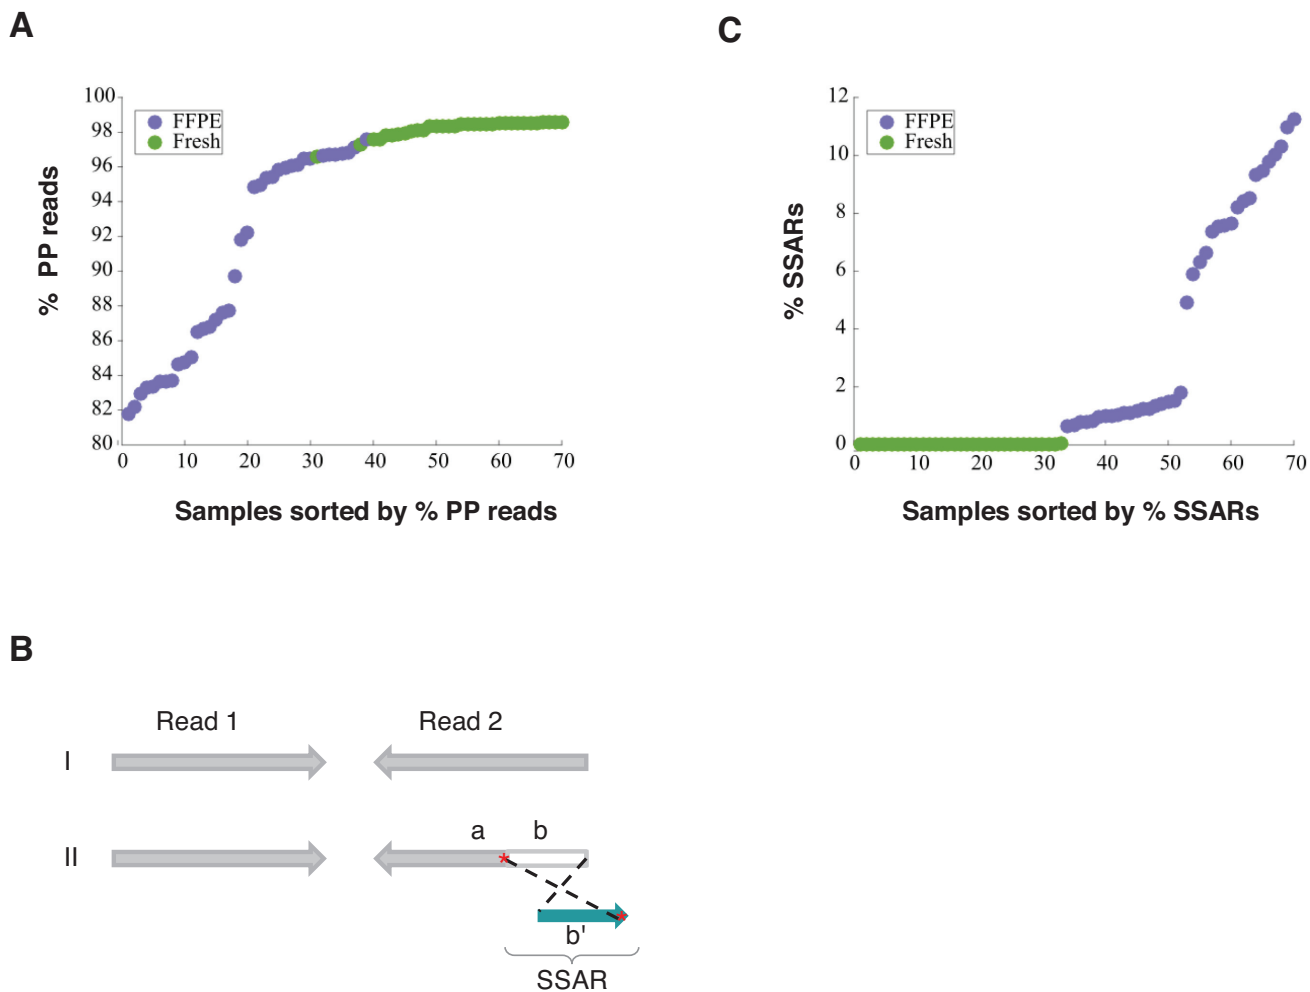 A
100
98
96
94
92
90
88
86
84
82
80
% PP reads
FFPE
Fresh
0 10 20 30 40 50 60 70
Samples sorted by % PP reads
C
12
10
8
6
4
2
0
% SSARs
FFPE
Fresh
0 10 20 30 40 50 60 70
Samples sorted by % SSARs
B
Read 1 Read 2
I
a b
II
b'
SSAR